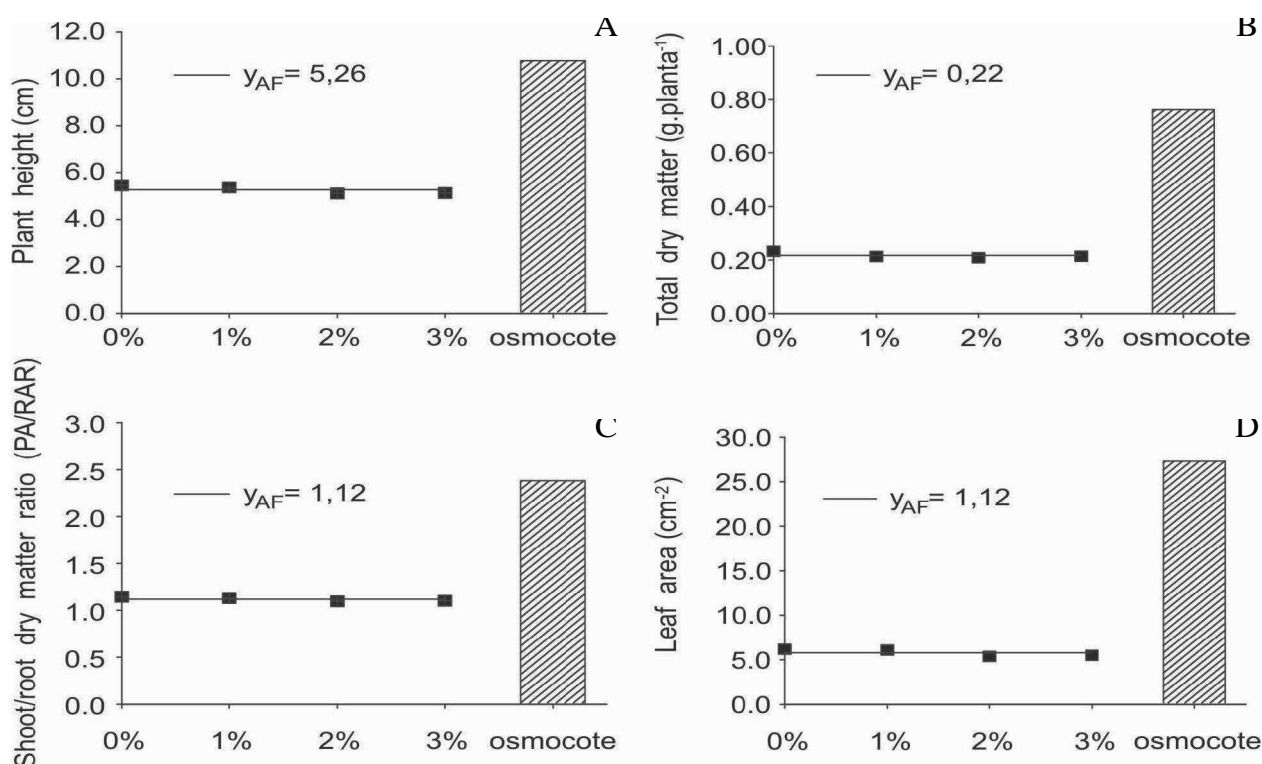 A
Plant height (cm)
12.0
10.0
8.0
6.0
4.0
2.0
0.0
y_AF = 5,26
0% 1% 2% 3% osmocote
B
Total dry matter (g.planta⁻¹)
1.00
0.80
0.60
0.40
0.20
0.00
y_AF = 0,22
0% 1% 2% 3% osmocote
C
Shoot/root dry matter ratio (PA/RAR)
3.0
2.5
2.0
1.5
1.0
0.5
0.0
y_AF = 1,12
0% 1% 2% 3% osmocote
D
Leaf area (cm⁻²)
30.0
25.0
20.0
15.0
10.0
5.0
0.0
y_AF = 1,12
0% 1% 2% 3% osmocote